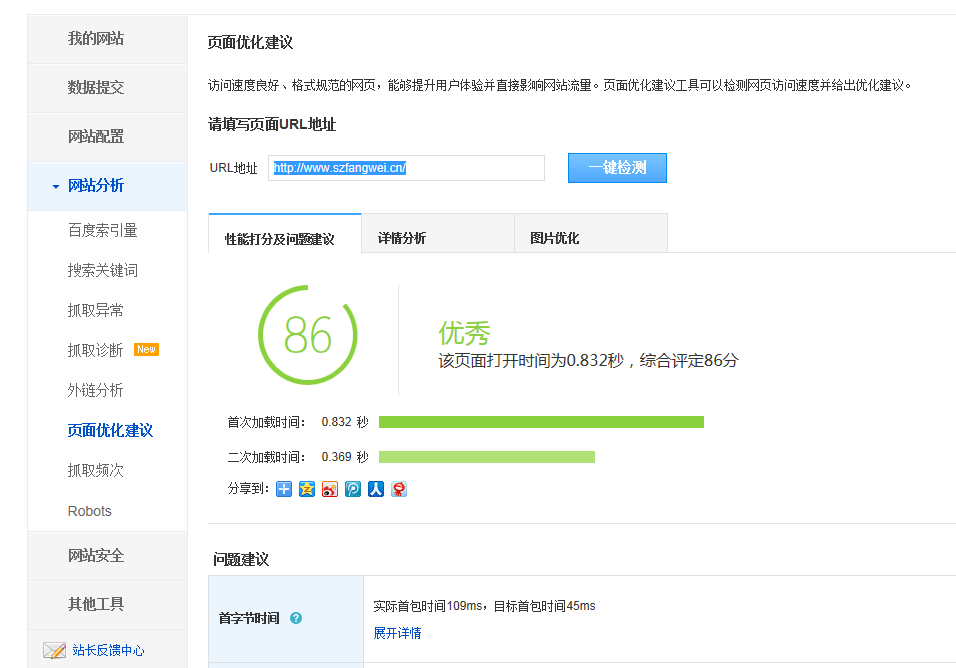 我的网站
数据提交
网站配置
网站分析
百度索引量
搜索关键词
抓取异常
抓取诊断 New
外链分析
页面优化建议
抓取频次
Robots
网站安全
其他工具
站长反馈中心
页面优化建议
访问速度良好、格式规范的网页，能够提升用户体验并直接影响网站流量。页面优化建议工具可以检测网页访问速度并给出优化建议。
请填写页面URL地址
URL地址 http://www.szfangwei.cn/ 一键检测
性能打分及问题建议 详情分析 图片优化
86
优秀
该页面打开时间为0.832秒，综合评定86分
首次加载时间： 0.832 秒
二次加载时间： 0.369 秒
分享到：
问题建议
首字节时间 ?
实际首包时间109ms，目标首包时间45ms
展开详情